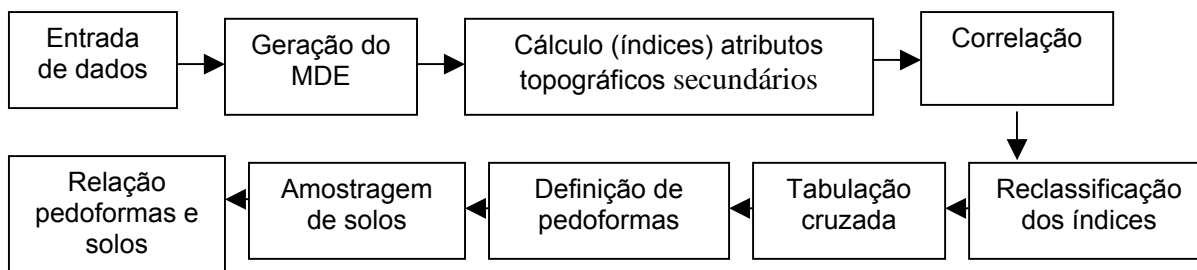 Entrada
de dados
Geração do
MDE
Cálculo (índices) atributos
topográficos secundários
Correlação
Reclassificação
dos índices
Tabulação
cruzada
Definição de
pedoformas
Amostragem
de solos
Relação
pedoformas e
solos